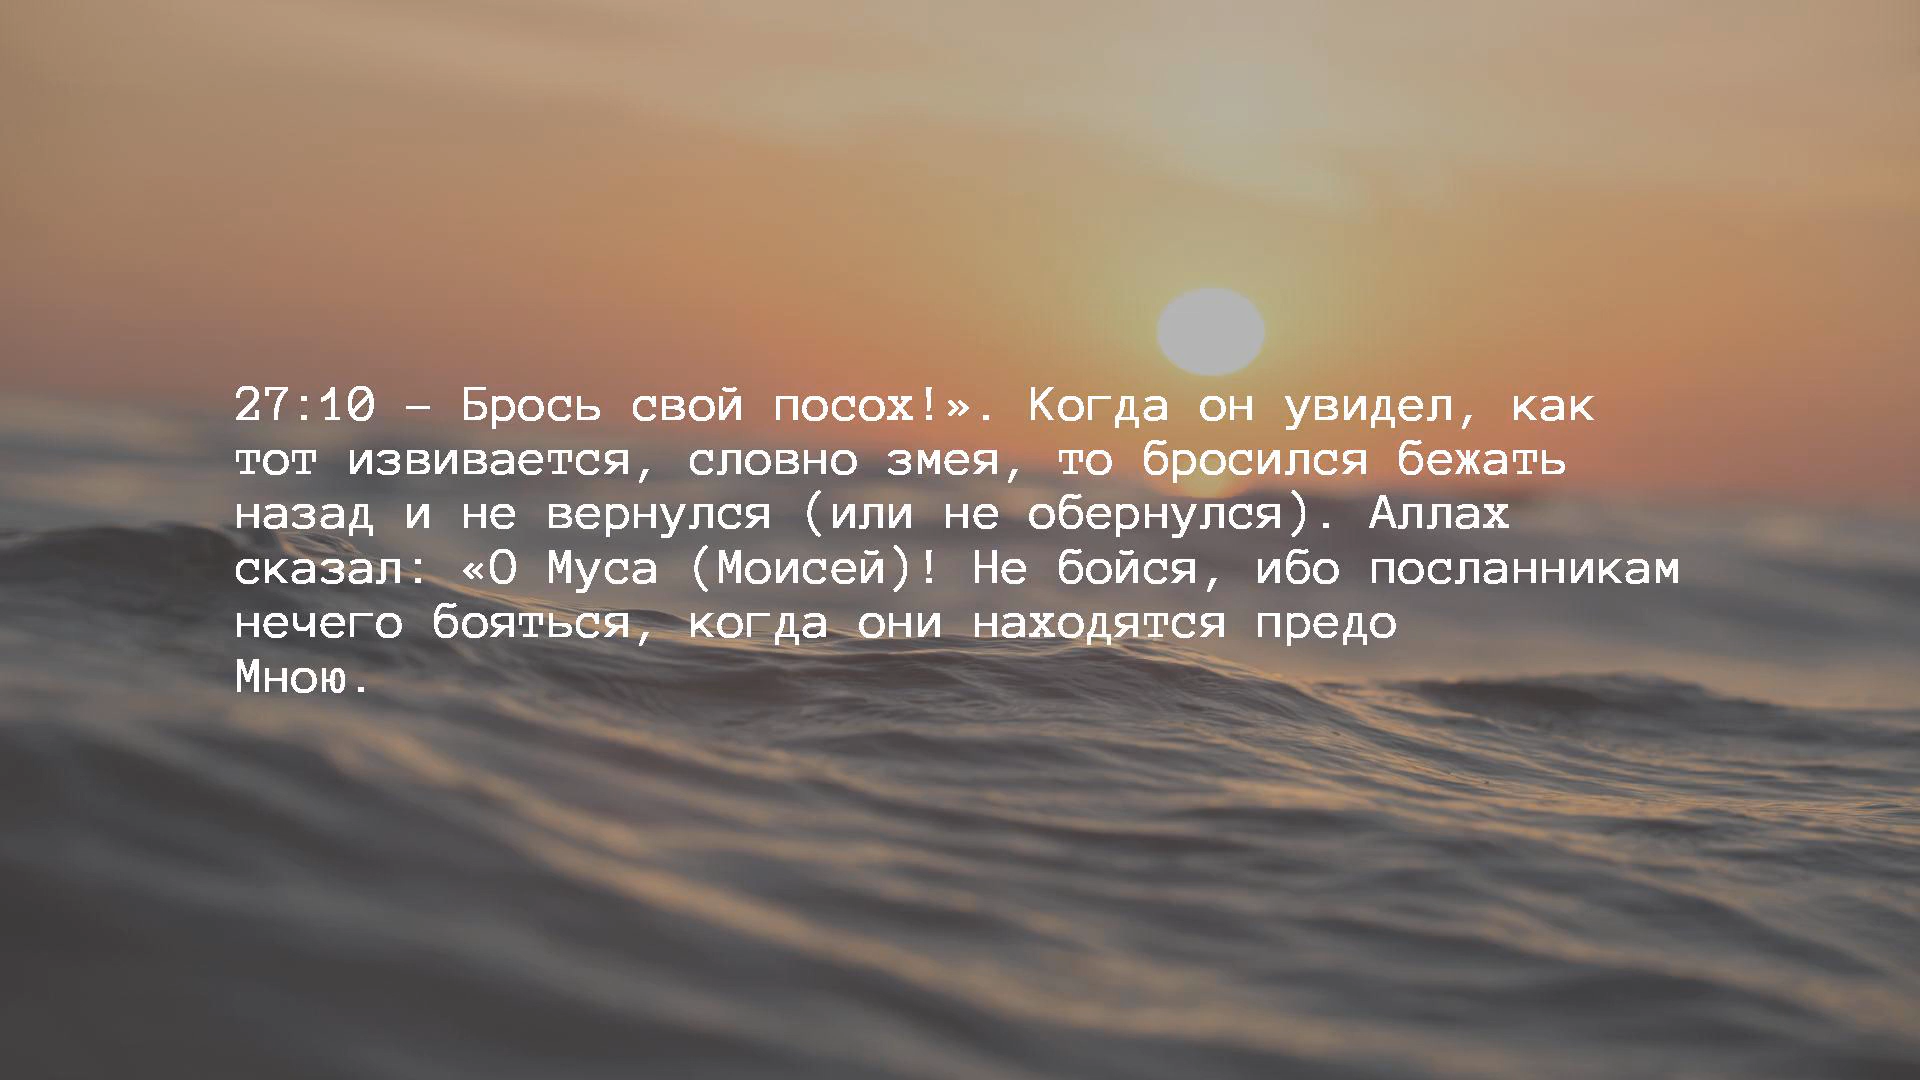 27:10 – Брось свой посох!». Когда он увидел, как
тот извивается, словно змея, то бросился бежать
назад и не вернулся (или не обернулся). Аллах
сказал: «О Муса (Моисей)! Не бойся, ибо посланникам
нечего бояться, когда они находятся предо
Мною.